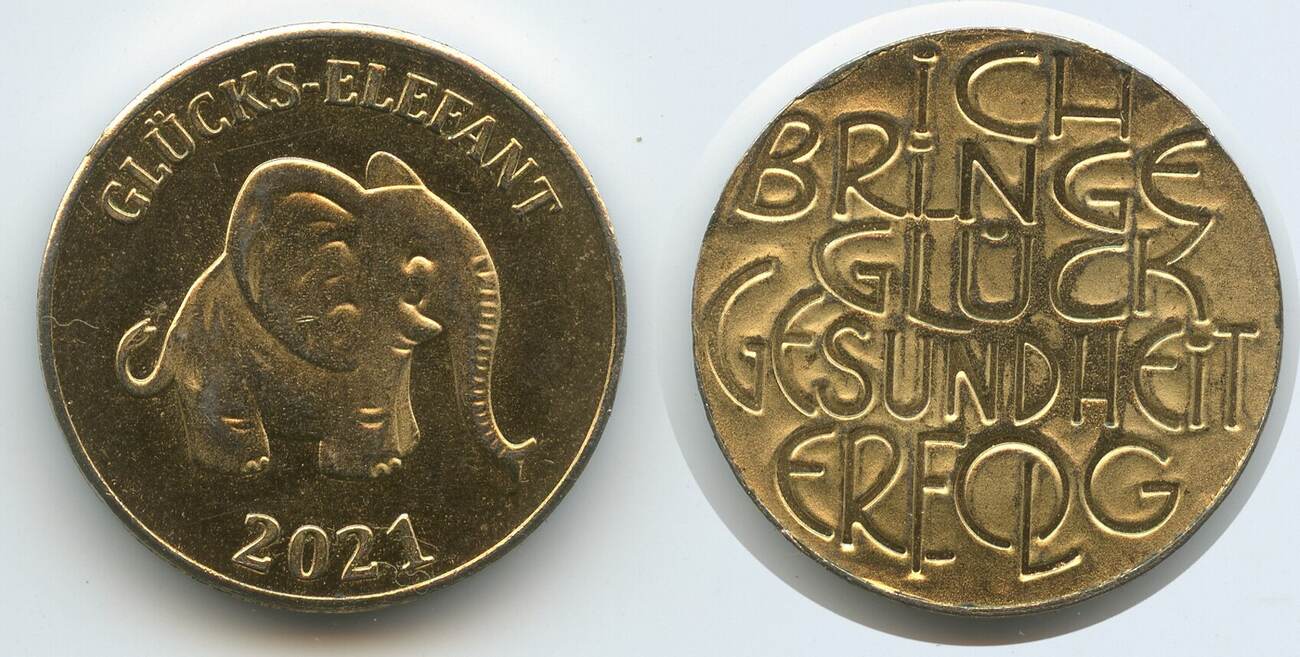 GLÜCKS-ELEFANT
2021
iCH
BRiNGE
GLÜCK
GESUNDHEiT
ERFOLG